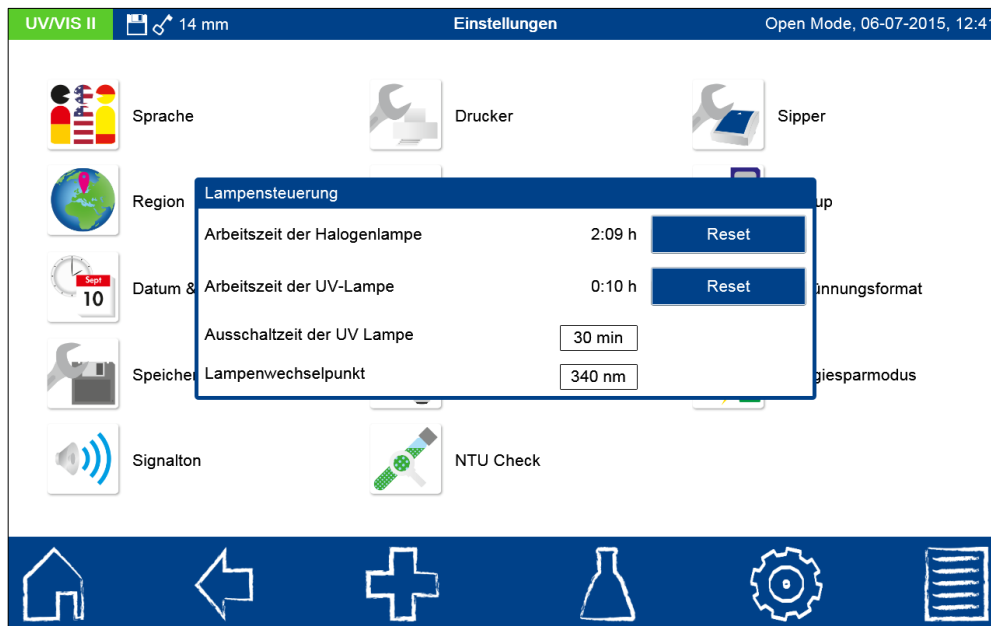 UV/VIS II 14 mm Einstellungen Open Mode, 06-07-2015, 12:41
Sprache Drucker Sipper
Region
Lampensteuerung
up
Arbeitszeit der Halogenlampe 2:09 h Reset
Sept
10
Datum &
Arbeitszeit der UV-Lampe 0:10 h Reset
ünnungsformat
Ausschaltzeit der UV Lampe 30 min
Speicher
Lampenwechselpunkt 340 nm
giesparmodus
Signalton NTU Check